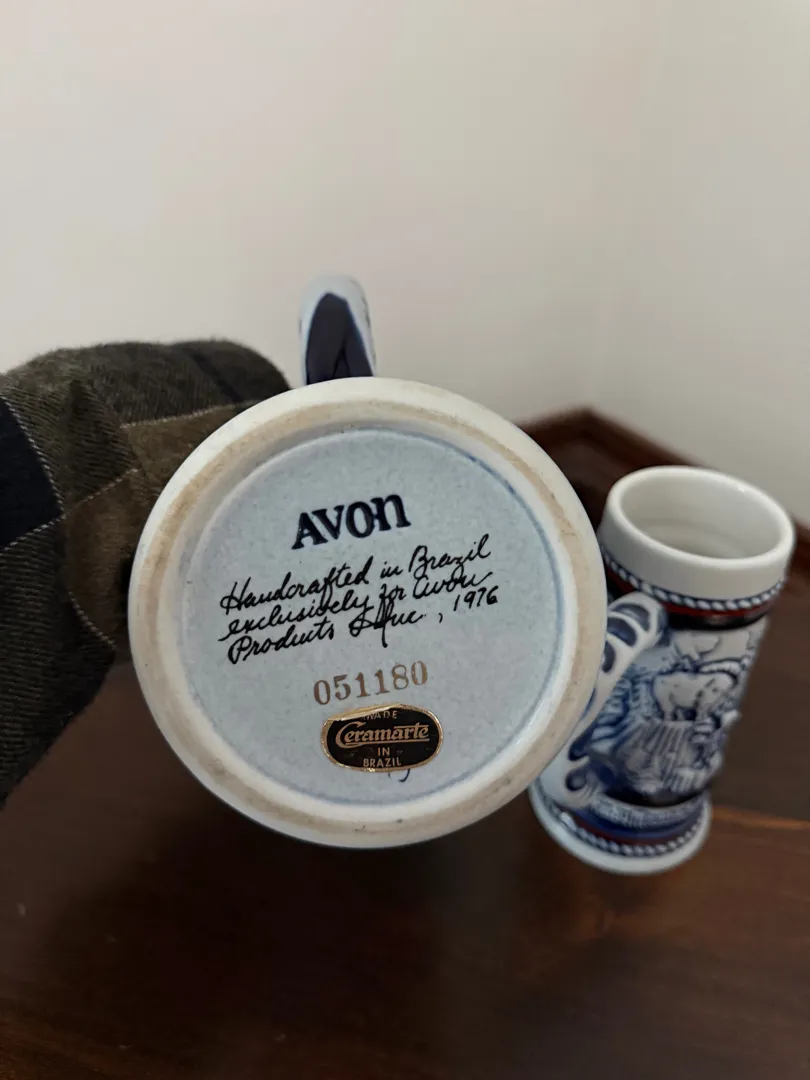 AVON
Handcrafted in Brazil
exclusively for Avon
Products Inc., 1976
051180
MADE
Ceramarte
IN
BRAZIL